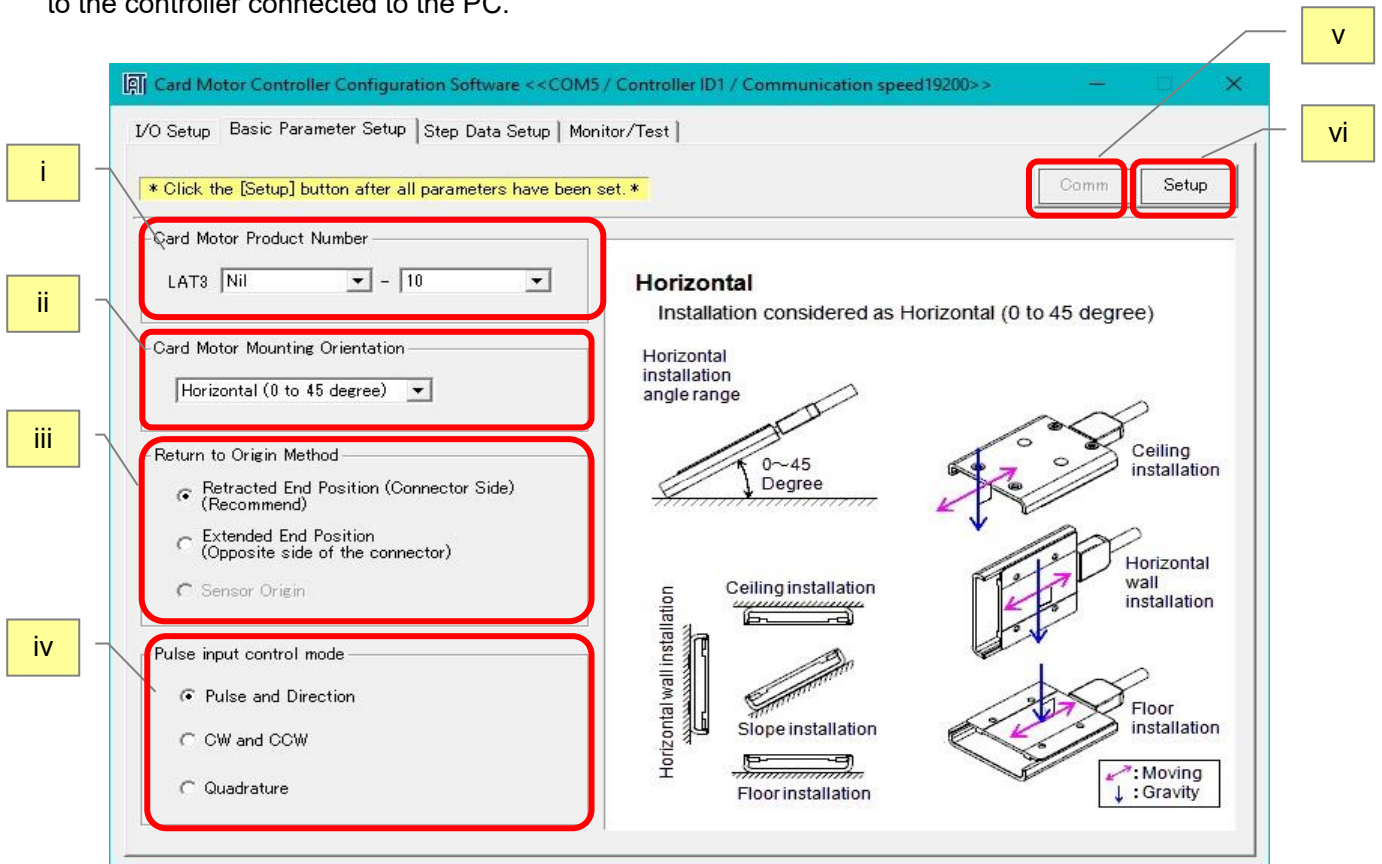 to the controller connected to the PC.
v
Card Motor Controller Configuration Software <<COM5 / Controller ID1 / Communication speed19200>>
vi
I/O Setup Basic Parameter Setup Step Data Setup Monitor/Test
i
* Click the [Setup] button after all parameters have been set. *
Comm Setup
Card Motor Product Number
LAT3 Nil - 10
ii
Card Motor Mounting Orientation
Horizontal (0 to 45 degree)
iii
Return to Origin Method
Retracted End Position (Connector Side)
(Recommend)
Extended End Position
(Opposite side of the connector)
Sensor Origin
iv
Pulse input control mode
Pulse and Direction
CW and CCW
Quadrature
Horizontal
Installation considered as Horizontal (0 to 45 degree)
Horizontal
installation
angle range
0～45
Degree
Ceiling
installation
Horizontal
wall
installation
Floor
installation
Horizontal wall installation
Ceiling installation
Slope installation
Floor installation
: Moving
: Gravity